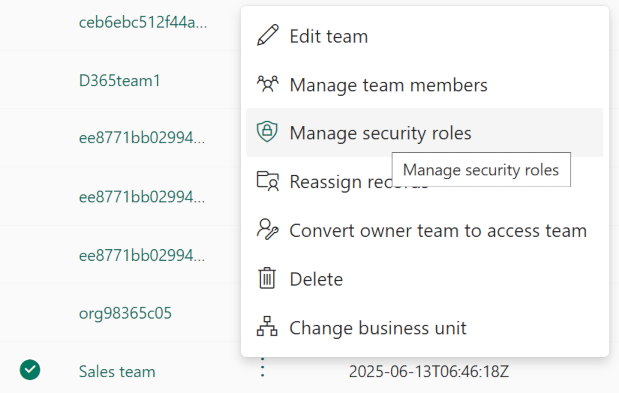 ceb6ebc512f44a...
Edit team
D365team1
Manage team members
ee8771bb02994...
Manage security roles
Manage security roles
ee8771bb02994...
Reassign records
ee8771bb02994...
Convert owner team to access team
Delete
org98365c05
Change business unit
Sales team
2025-06-13T06:46:18Z